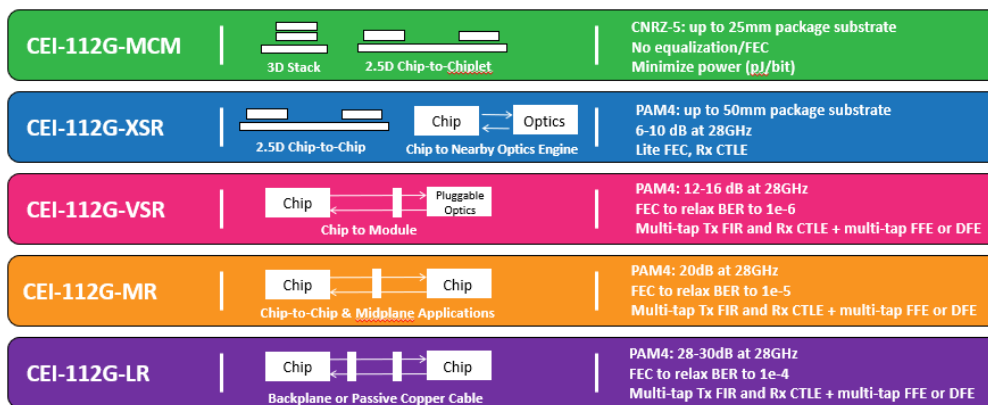 CEI-112G-MCM
3D Stack
2.5D Chip-to-Chiplet
CNRZ-5: up to 25mm package substrate
No equalization/FEC
Minimize power (pJ/bit)
CEI-112G-XSR
2.5D Chip-to-Chip
Chip
Optics
Chip to Nearby Optics Engine
PAM4: up to 50mm package substrate
6-10 dB at 28GHz
Lite FEC, Rx CTLE
CEI-112G-VSR
Chip
Pluggable
Optics
Chip to Module
PAM4: 12-16 dB at 28GHz
FEC to relax BER to 1e-6
Multi-tap Tx FIR and Rx CTLE + multi-tap FFE or DFE
CEI-112G-MR
Chip
Chip
Chip-to-Chip & Midplane Applications
PAM4: 20dB at 28GHz
FEC to relax BER to 1e-5
Multi-tap Tx FIR and Rx CTLE + multi-tap FFE or DFE
CEI-112G-LR
Chip
Chip
Backplane or Passive Copper Cable
PAM4: 28-30dB at 28GHz
FEC to relax BER to 1e-4
Multi-tap Tx FIR and Rx CTLE + multi-tap FFE or DFE